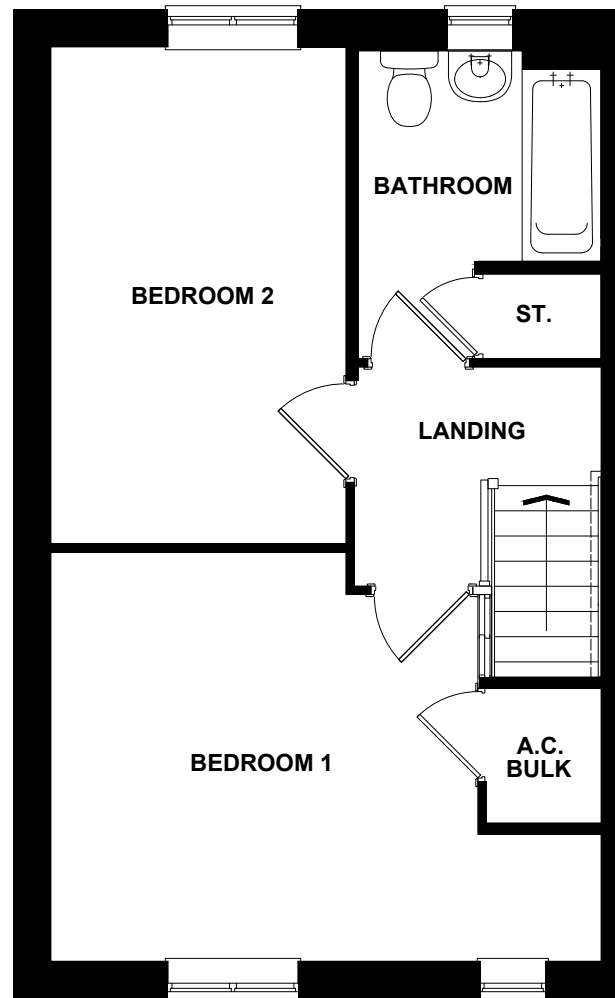 BATHROOM
BEDROOM 2
ST.
LANDING
BEDROOM 1
A.C.
BULK